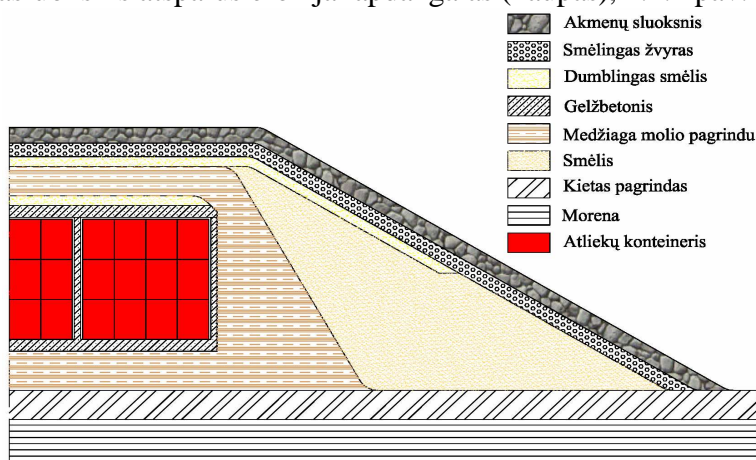 Akmenų sluoksnis
Smėlingas žvyras
Dumblingas smėlis
Gelžbetonis
Medžiaga molio pagrindu
Smėlis
Kietas pagrindas
Morena
Atliekų konteineris